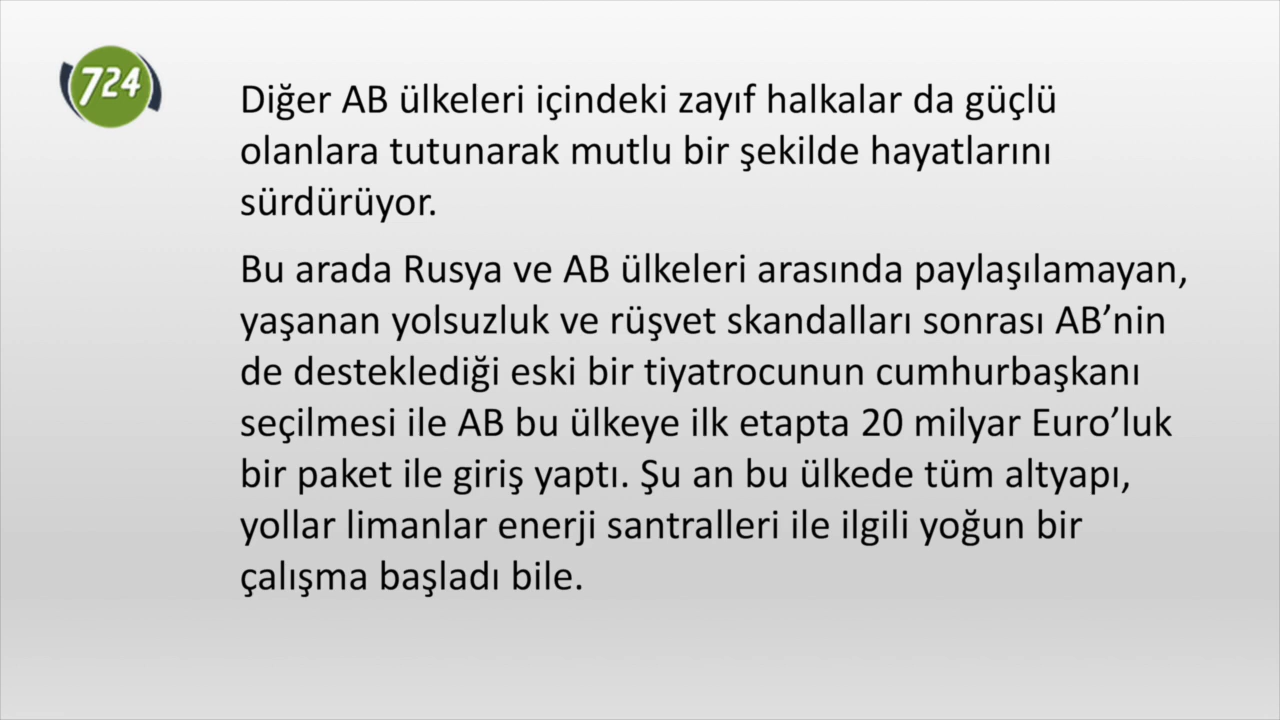 724
Diğer AB ülkeleri içindeki zayıf halkalar da güçlü
olanlara tutunarak mutlu bir şekilde hayatlarını
sürdürüyor.
Bu arada Rusya ve AB ülkeleri arasında paylaşılamayan,
yaşanan yolsuzluk ve rüşvet skandalları sonrası AB’nin
de desteklediği eski bir tiyatrocunun cumhurbaşkanı
seçilmesi ile AB bu ülkeye ilk etapta 20 milyar Euro’luk
bir paket ile giriş yaptı. Şu an bu ülkede tüm altyapı,
yollar limanlar enerji santralleri ile ilgili yoğun bir
çalışma başladı bile.